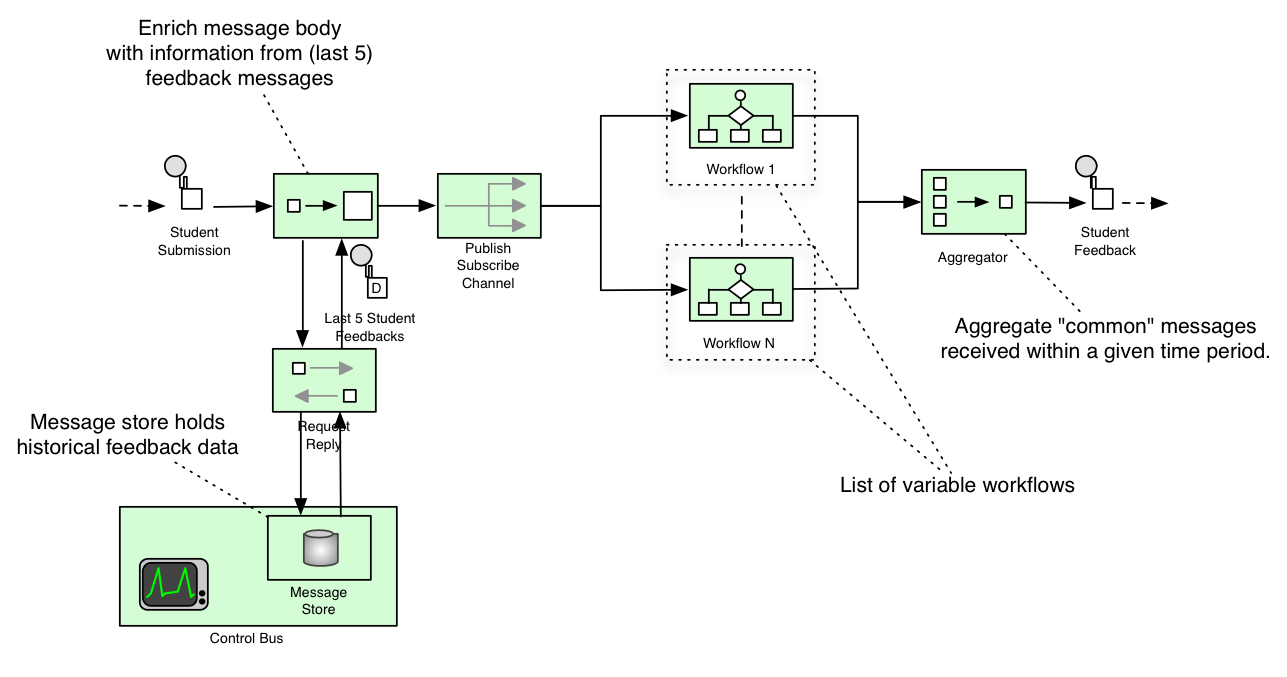 Enrich message body
with information from (last 5)
feedback messages
Student
Submission
Publish
Subscribe
Channel
Workflow 1
Workflow N
Aggregator
Student
Feedback
D
Last 5 Student
Feedbacks
Aggregate "common" messages
received within a given time period.
Request
Reply
Message store holds
historical feedback data
List of variable workflows
Message
Store
Control Bus